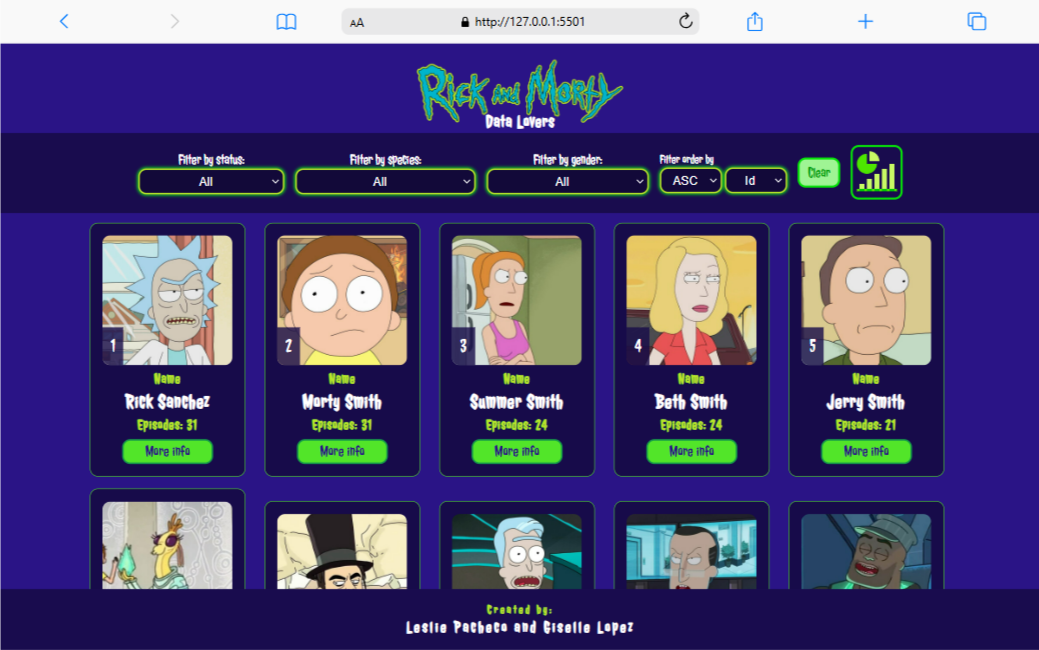 AA http://127.0.0.1:5501
Rick and Morty
Data Lovers
Filter by status: Filter by species: Filter by gender: Filter order by
All All All ASC Id Clear
1 2 3 4 5
Name Name Name Name Name
Rick Sanchez Morty Smith Summer Smith Beth Smith Jerry Smith
Episodes: 31 Episodes: 31 Episodes: 24 Episodes: 24 Episodes: 21
More info More info More info More info More info
Created by:
Leslie Pacheco and Giselle Lopez